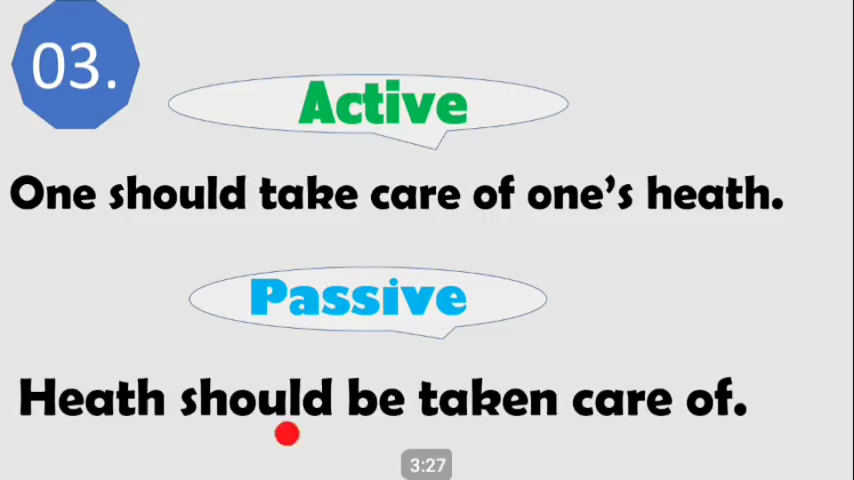 03.
Active
One should take care of one's heath.
Passive
Heath should be taken care of.
3:27